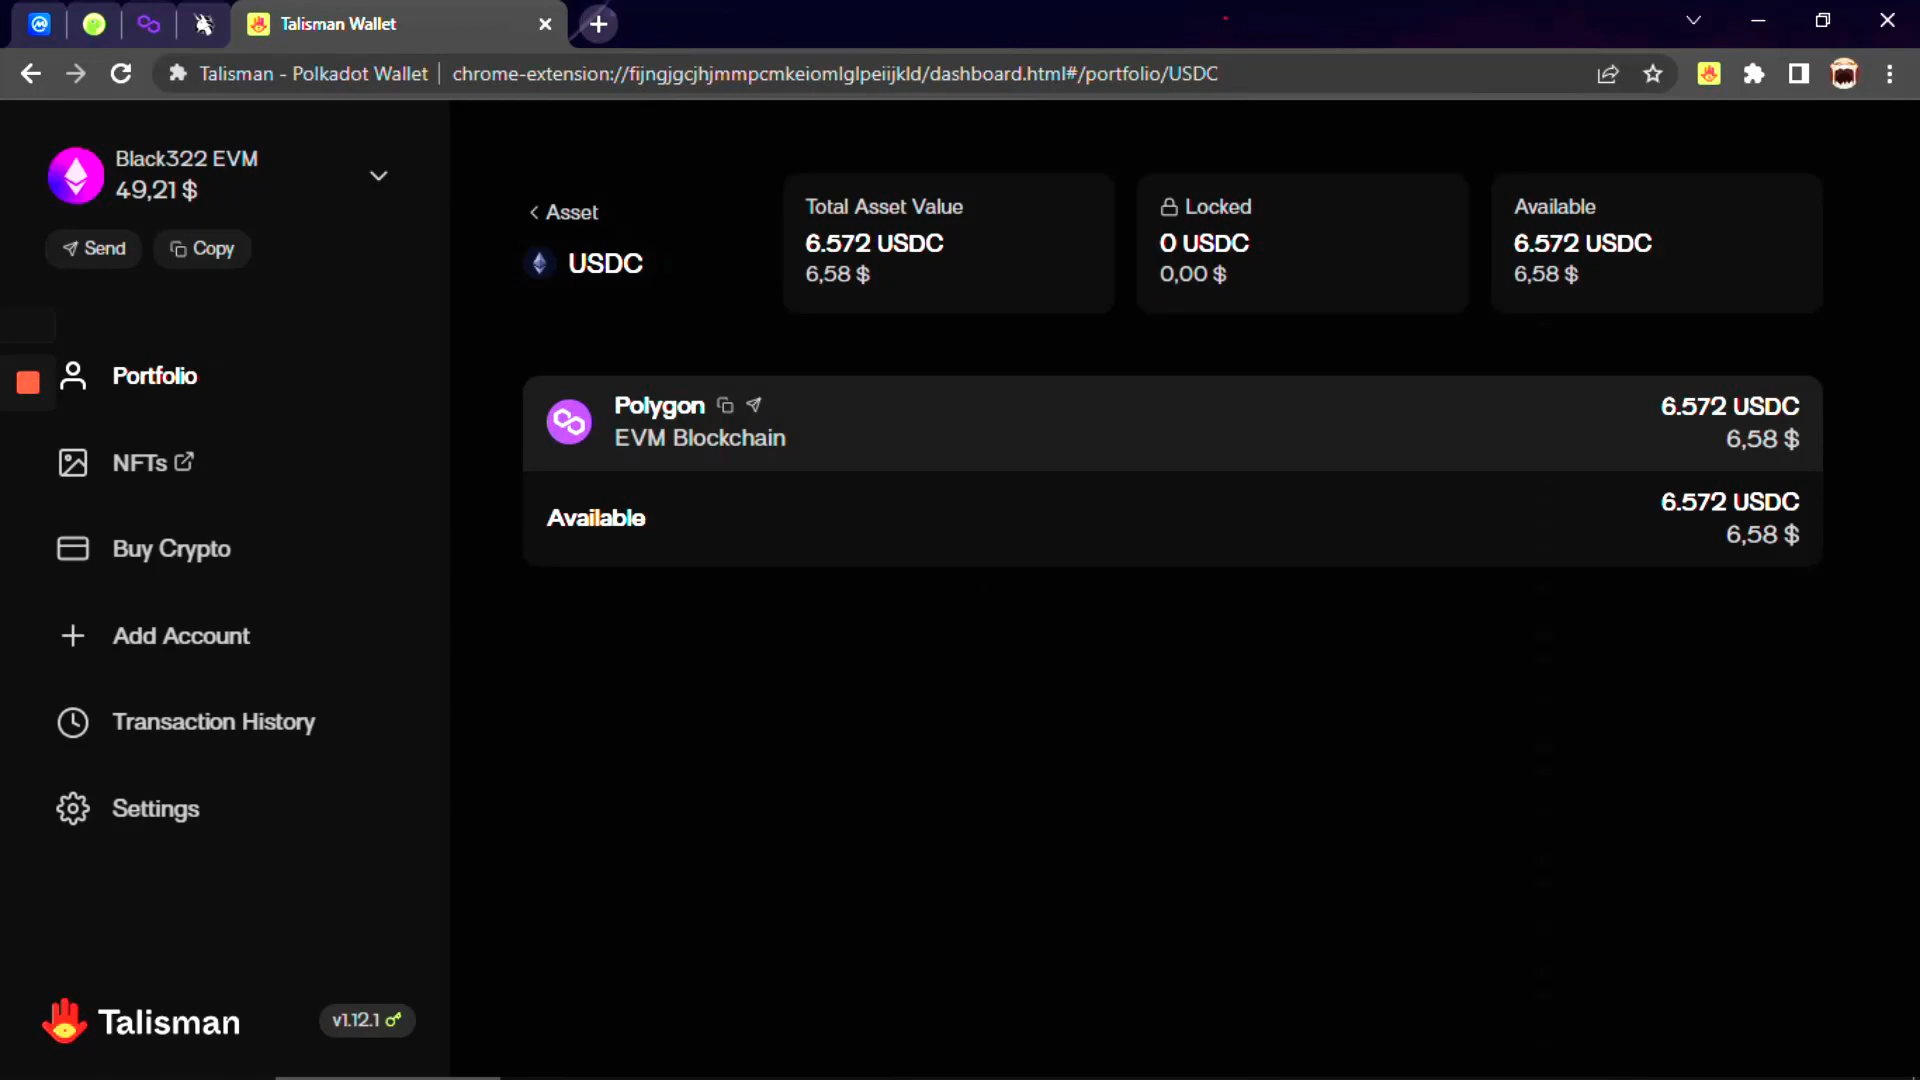 Talisman Wallet
Talisman - Polkadot Wallet
chrome-extension://fijngjgcjhjmmpcmkeiomlglpeiijkld/dashboard.html#/portfolio/USDC
Black322 EVM
49,21 $
Send
Copy
Portfolio
NFTs
Buy Crypto
Add Account
Transaction History
Settings
Talisman
v1.12.1
Asset
USDC
Total Asset Value
6.572 USDC
6,58 $
Locked
0 USDC
0,00 $
Available
6.572 USDC
6,58 $
Polygon
EVM Blockchain
6.572 USDC
6,58 $
Available
6.572 USDC
6,58 $